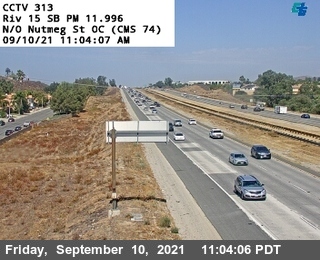 CCTV 313
Riv 15 SB PM 11.996
N/O Nutmeg St OC (CMS 74)
09/10/21 11:04:07 AM
Friday, September 10, 2021 11:04:06 PDT